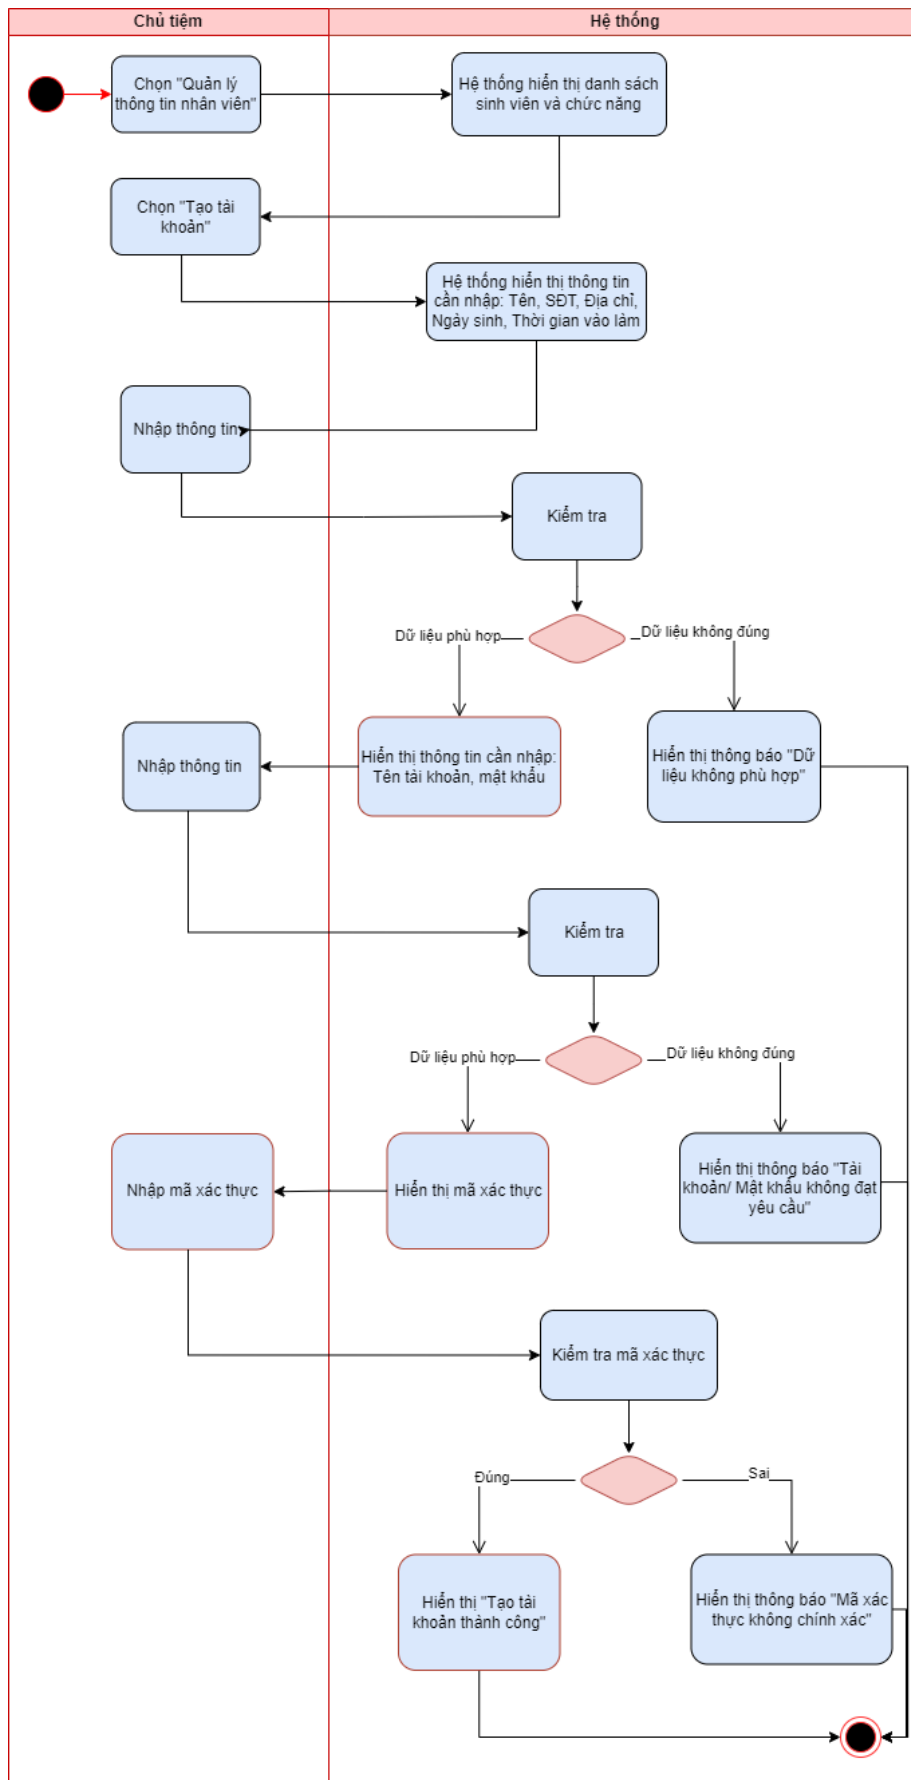 Chủ tiệm
Hệ thống
Chọn "Quản lý
thông tin nhân viên"
Hệ thống hiển thị danh sách
sinh viên và chức năng
Chọn "Tạo tài
khoản"
Hệ thống hiển thị thông tin
cần nhập: Tên, SĐT, Địa chỉ,
Ngày sinh, Thời gian vào làm
Nhập thông tin
Kiểm tra
Dữ liệu phù hợp
Dữ liệu không đúng
Nhập thông tin
Hiển thị thông tin cần nhập:
Tên tài khoản, mật khẩu
Hiển thị thông báo "Dữ
liệu không phù hợp"
Kiểm tra
Dữ liệu phù hợp
Dữ liệu không đúng
Nhập mã xác thực
Hiển thị mã xác thực
Hiển thị thông báo "Tài
khoản/ Mật khẩu không đạt
yêu cầu"
Kiểm tra mã xác thực
Đúng
Sai
Hiển thị "Tạo tài
khoản thành công"
Hiển thị thông báo "Mã xác
thực không chính xác"